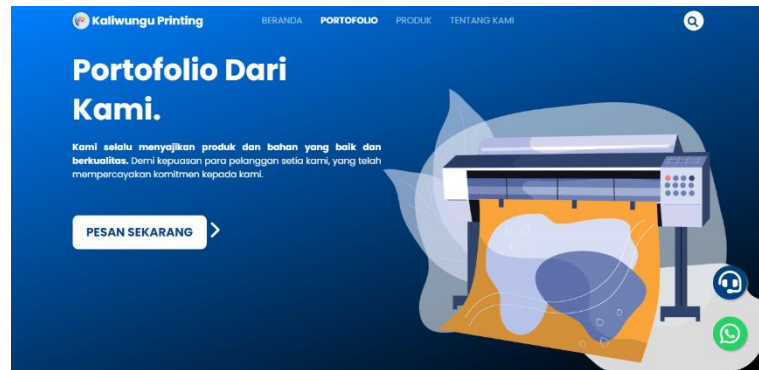 Kaliwungu Printing
BERANDA
PORTOFOLIO
PRODUK
TENTANG KAMI
Portofolio Dari
Kami.
Kami selalu menyajikan produk dan bahan yang baik dan
berkualitas. Demi kepuasan para pelanggan setia kami, yang telah
mempercayakan komitmen kepada kami.
PESAN SEKARANG